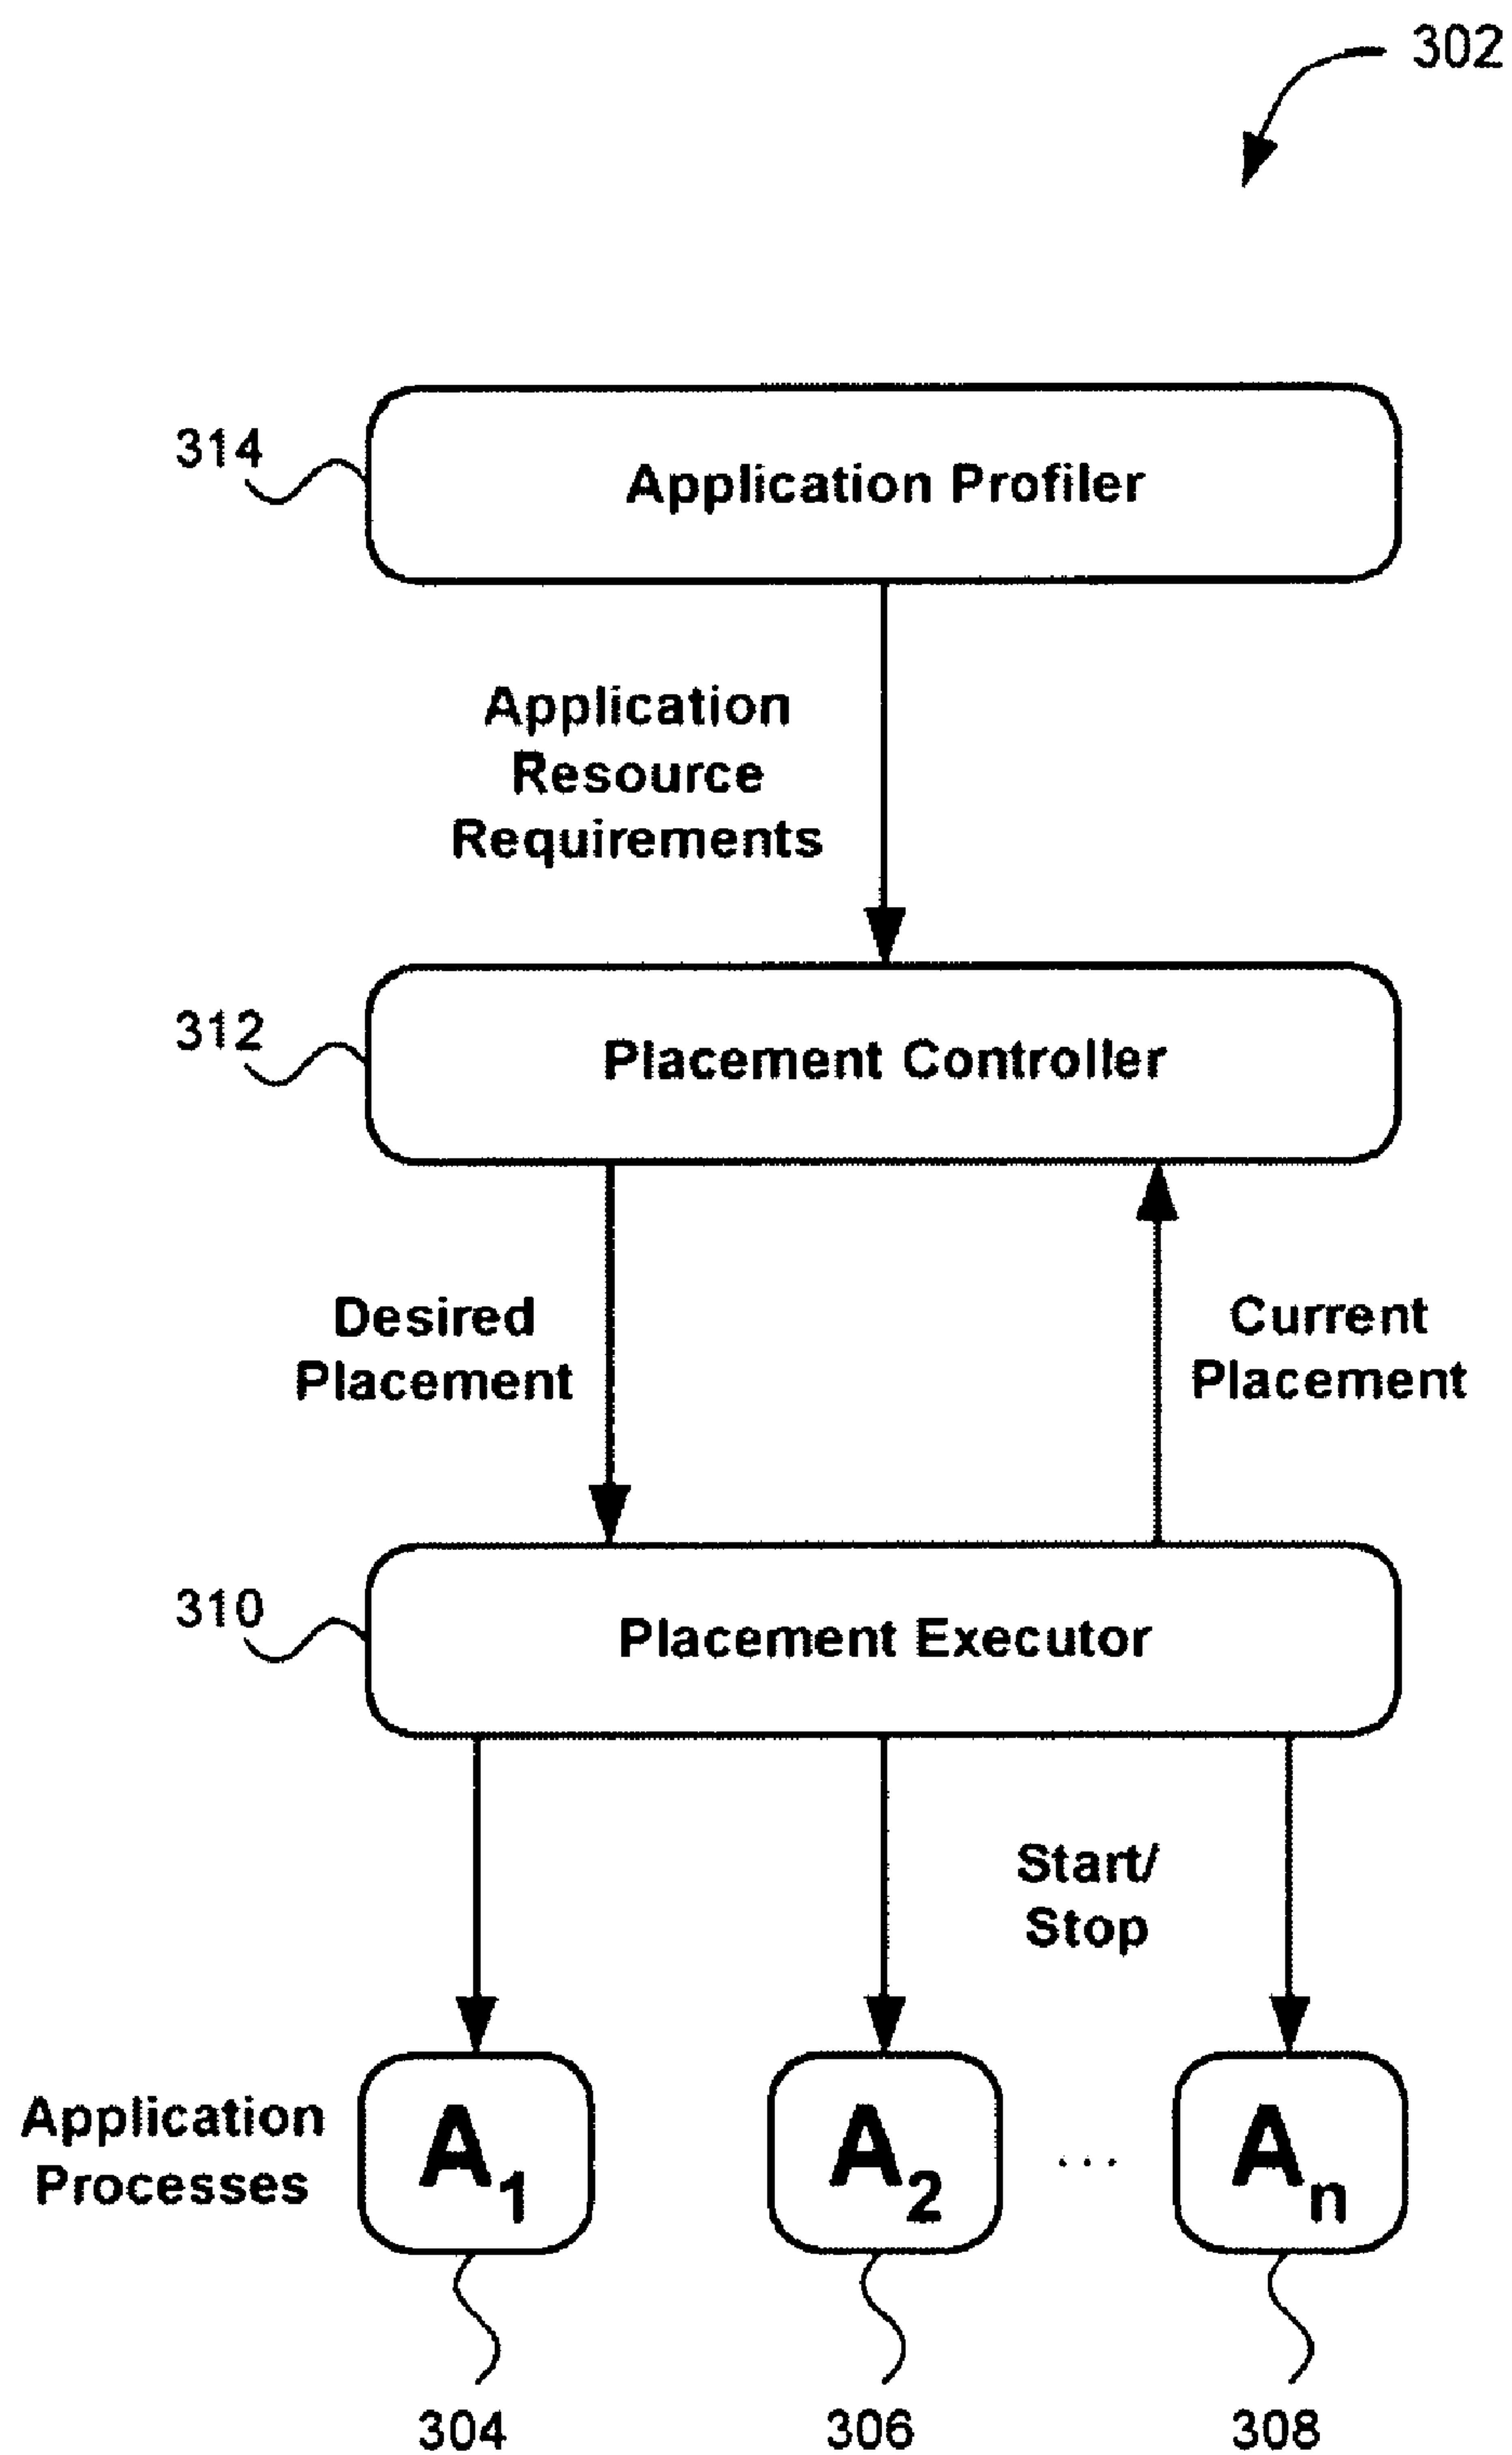 302
314
Application Profiler
Application
Resource
Requirements
312
Placement Controller
Desired
Placement
Current
Placement
310
Placement Executor
Start/
Stop
Application
Processes
A1
A2
...
An
304
306
308